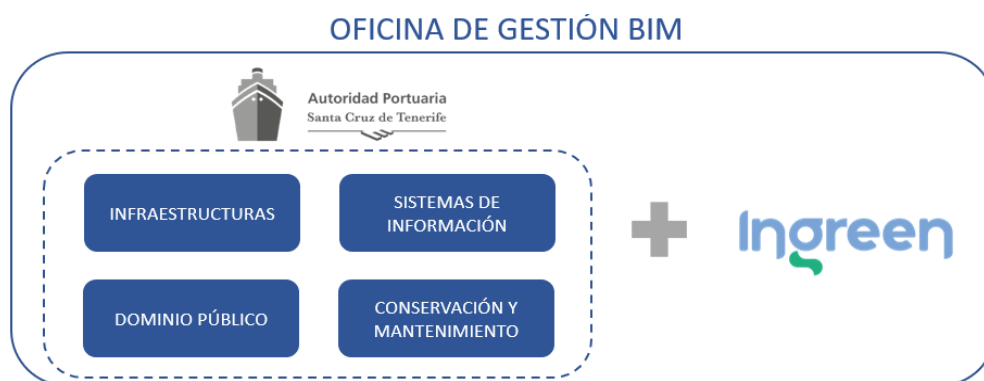 OFICINA DE GESTIÓN BIM
Autoridad Portuaria
Santa Cruz de Tenerife
INFRAESTRUCTURAS
SISTEMAS DE
INFORMACIÓN
DOMINIO PÚBLICO
CONSERVACIÓN Y
MANTENIMIENTO
Ingreen